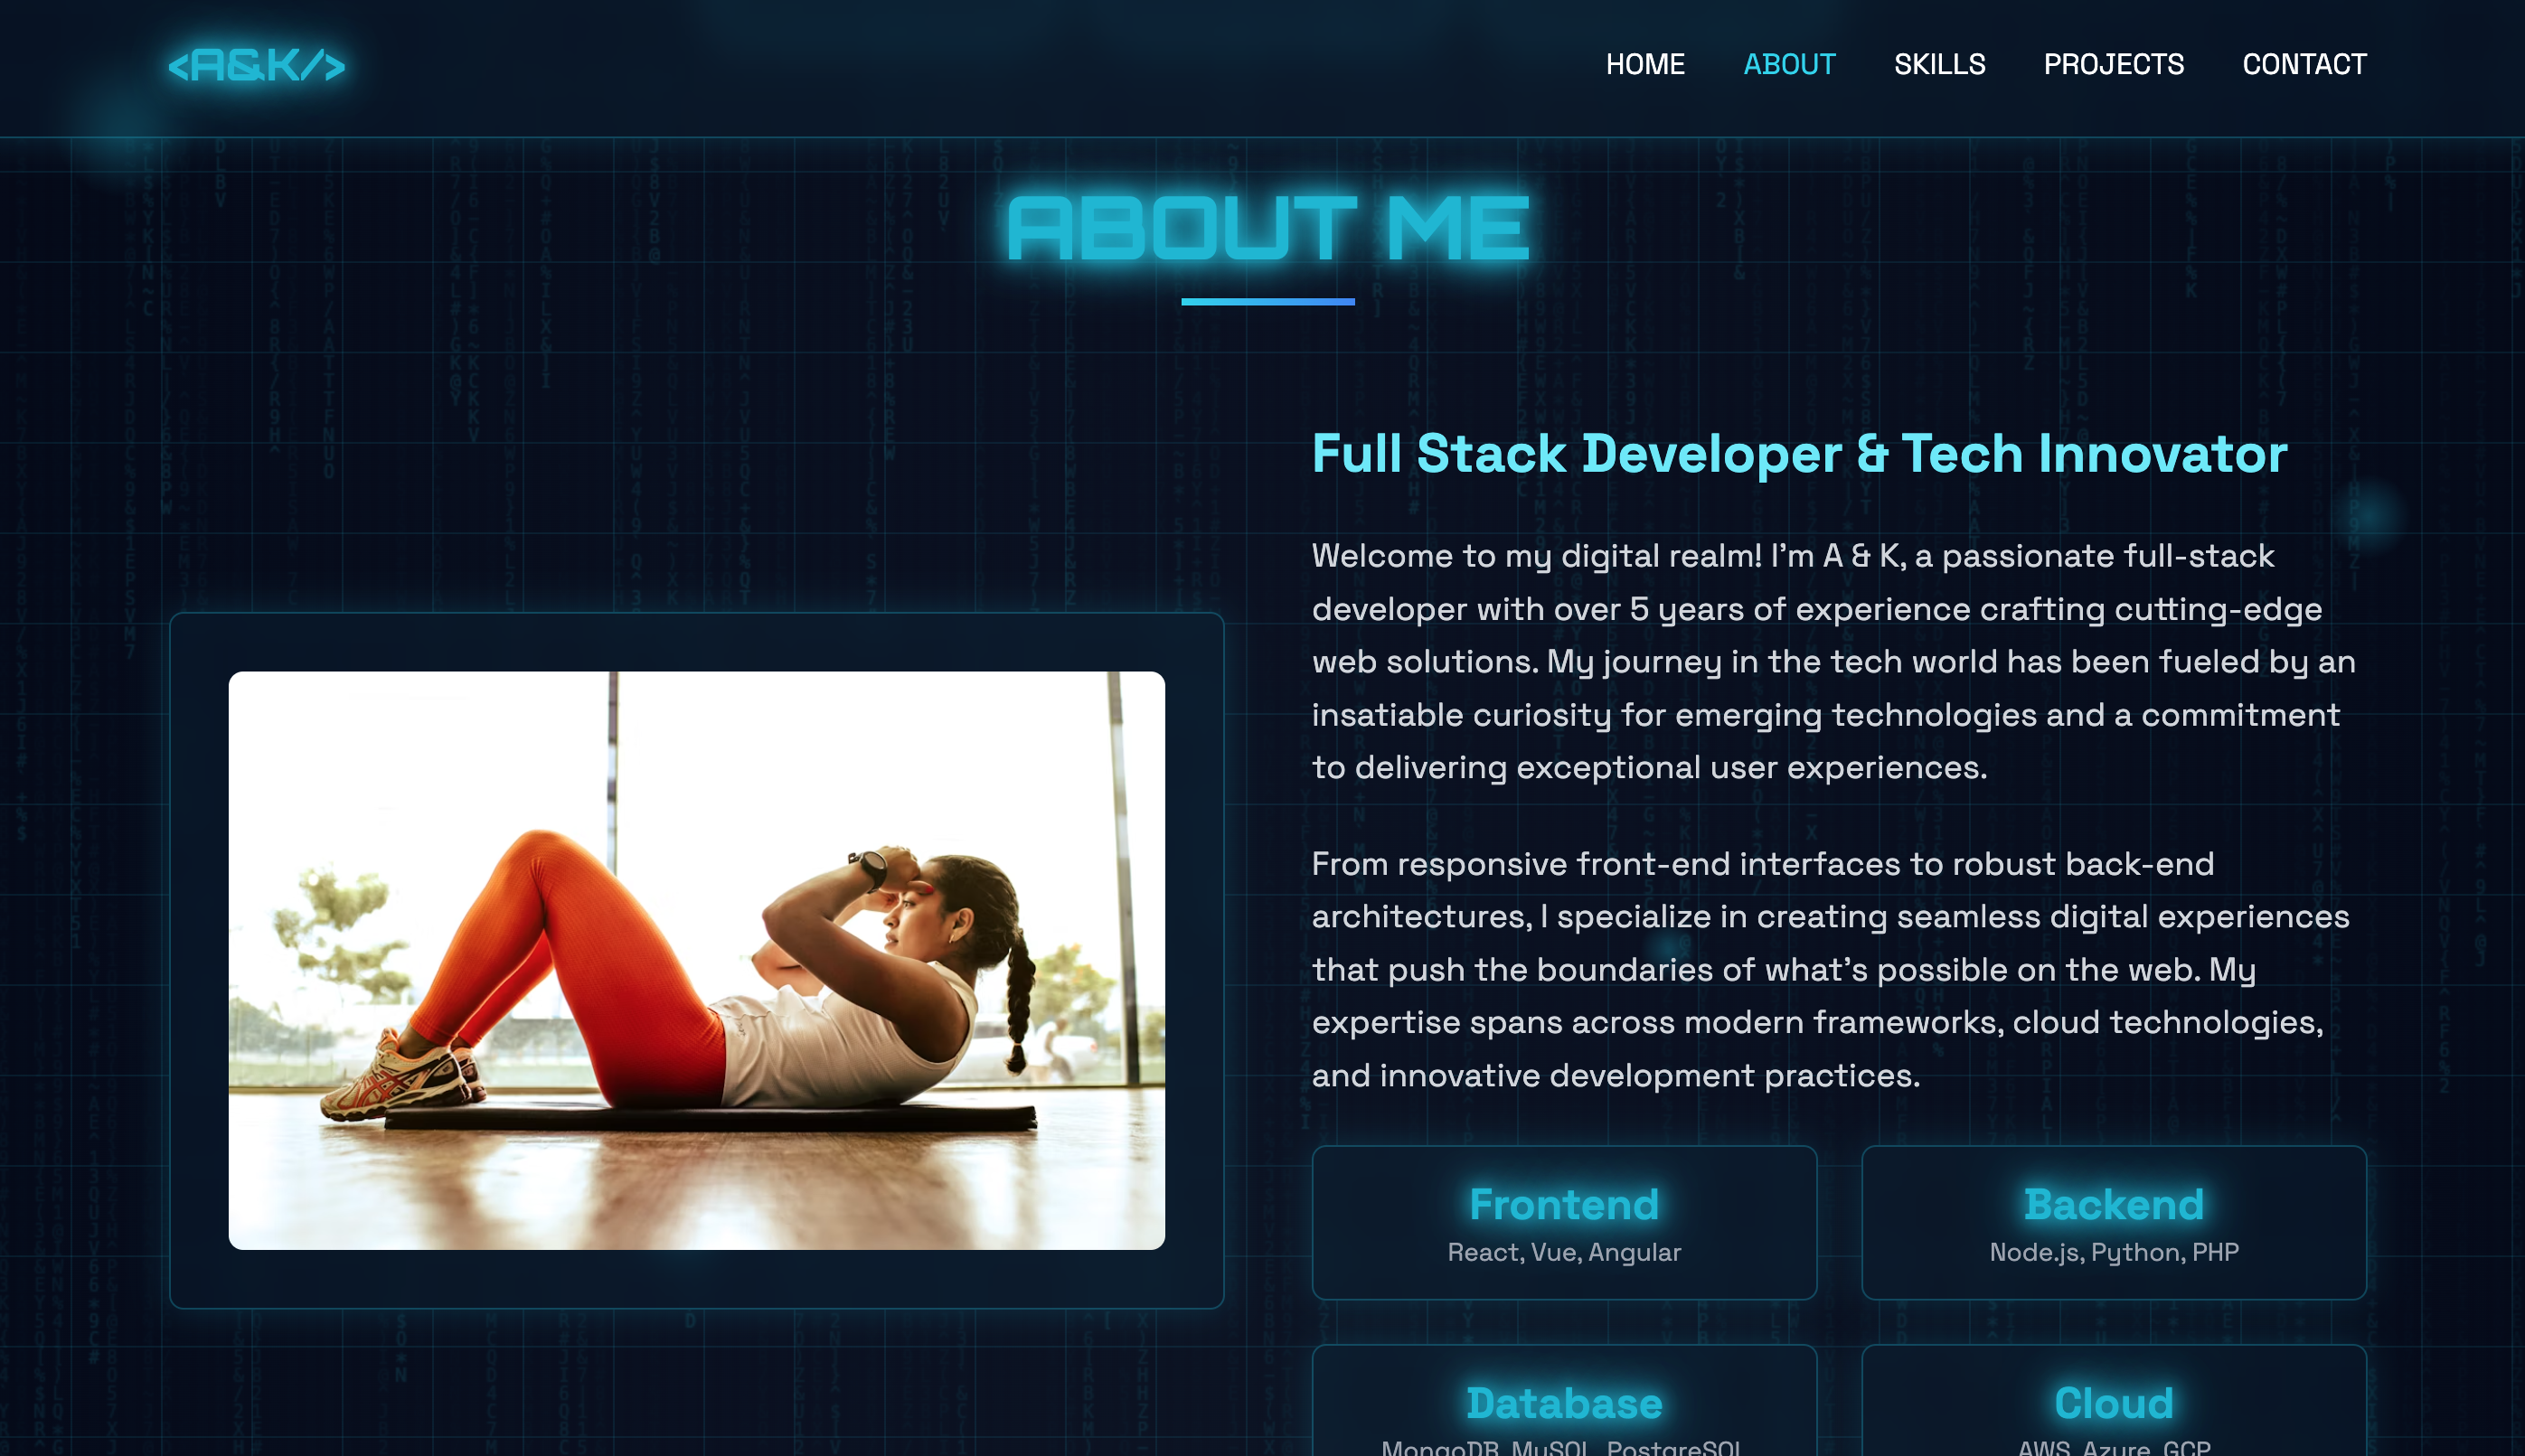 <A&K/>
HOME ABOUT SKILLS PROJECTS CONTACT
ABOUT ME
Full Stack Developer & Tech Innovator
Welcome to my digital realm! I'm A & K, a passionate full-stack
developer with over 5 years of experience crafting cutting-edge
web solutions. My journey in the tech world has been fueled by an
insatiable curiosity for emerging technologies and a commitment
to delivering exceptional user experiences.
From responsive front-end interfaces to robust back-end
architectures, I specialize in creating seamless digital experiences
that push the boundaries of what's possible on the web. My
expertise spans across modern frameworks, cloud technologies,
and innovative development practices.
Frontend
React, Vue, Angular
Backend
Node.js, Python, PHP
Database
MongoDB, MySQL, PostgreSQL
Cloud
AWS, Azure, GCP